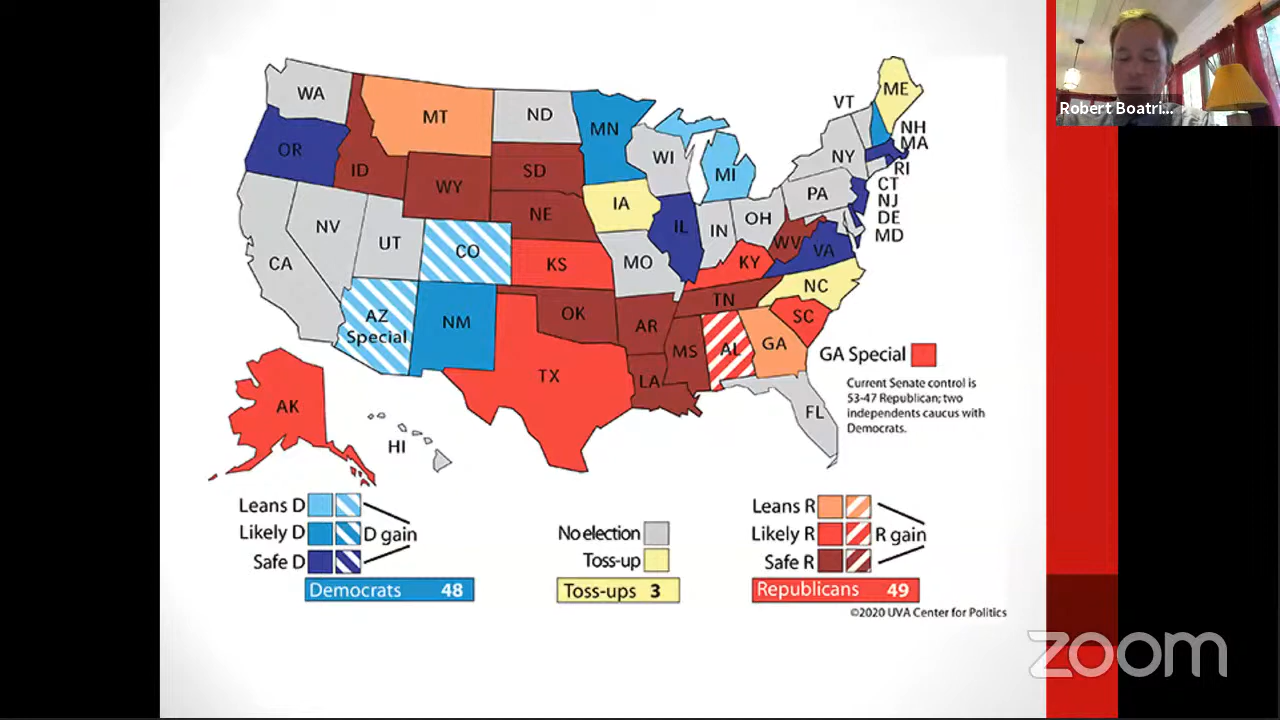 WA
MT
ND
MN
VT
ME
OR
ID
WY
SD
WI
MI
NY
NH
MA
RI
CT
NJ
DE
MD
NE
IA
PA
NV
UT
CO
KS
MO
IL
IN
OH
WV
VA
KY
CA
AZ
Special
NM
OK
AR
TN
NC
SC
TX
LA
MS
AL
GA
GA Special
Current Senate control is
53-47 Republican; two
independents caucus with
Democrats.
AK
HI
FL
Leans D
Likely D
D gain
Safe D
Democrats 48
No election
Toss-up
Toss-ups 3
Leans R
Likely R
R gain
Safe R
Republicans 49
©2020 UVA Center for Politics
Robert Boatri...
zoom